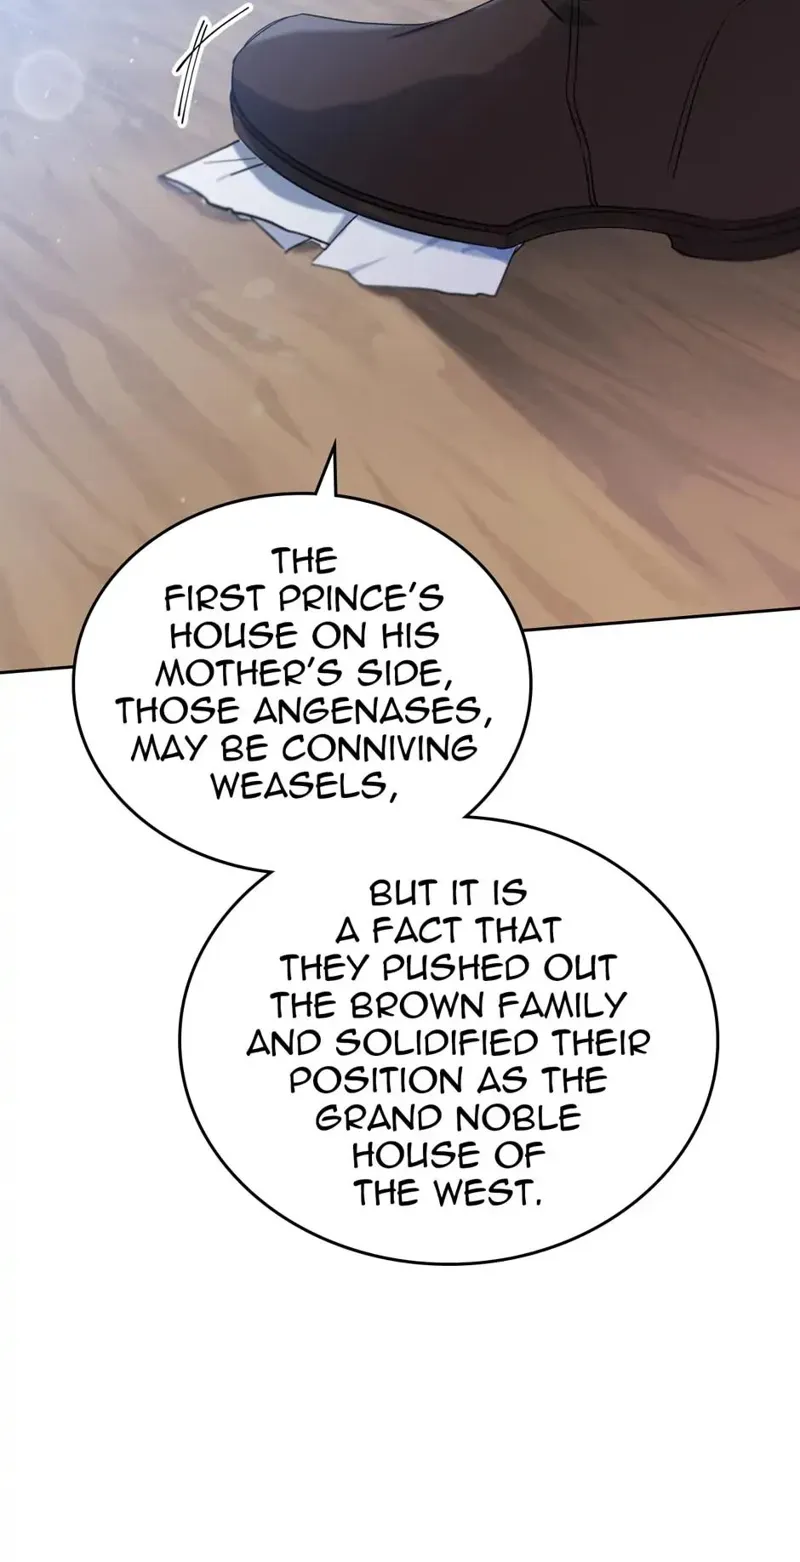 THE
FIRST PRINCE'S
HOUSE ON HIS
MOTHER'S SIDE,
THOSE ANGENASES,
MAY BE CONNIVING
WEASELS,
BUT IT IS
A FACT THAT
THEY PUSHED OUT
THE BROWN FAMILY
AND SOLIDIFIED THEIR
POSITION AS THE
GRAND NOBLE
HOUSE OF
THE WEST.